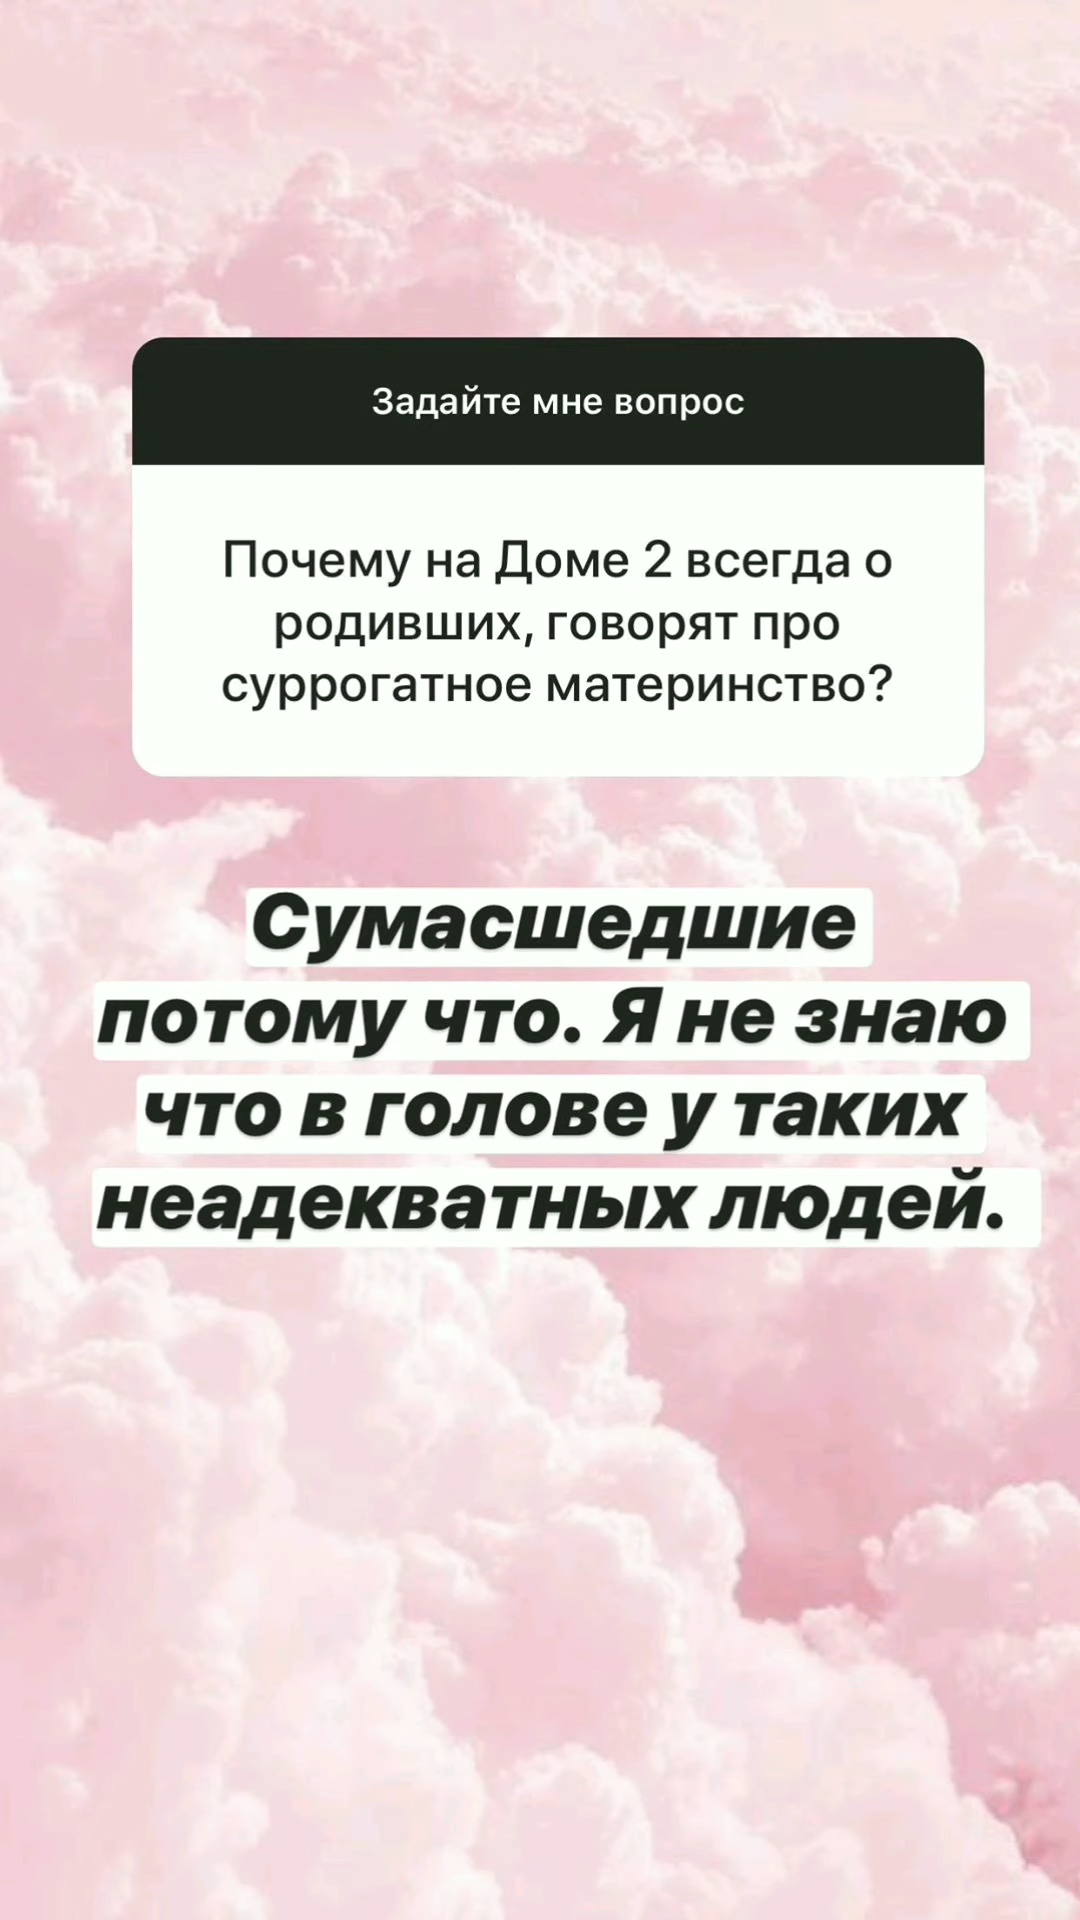 Задайте мне вопрос
Почему на Доме 2 всегда о
родивших, говорят про
суррогатное материнство?
Сумасшедшие
потому что. Я не знаю
что в голове у таких
неадекватных людей.